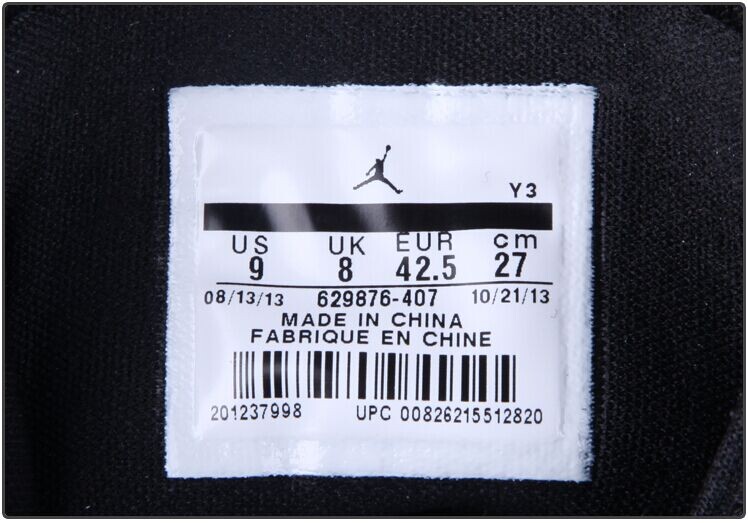 Y3
US UK EUR cm
9 8 42.5 27
08/13/13 629876-407 10/21/13
MADE IN CHINA
FABRIQUE EN CHINE
201237998 UPC 00826215512820